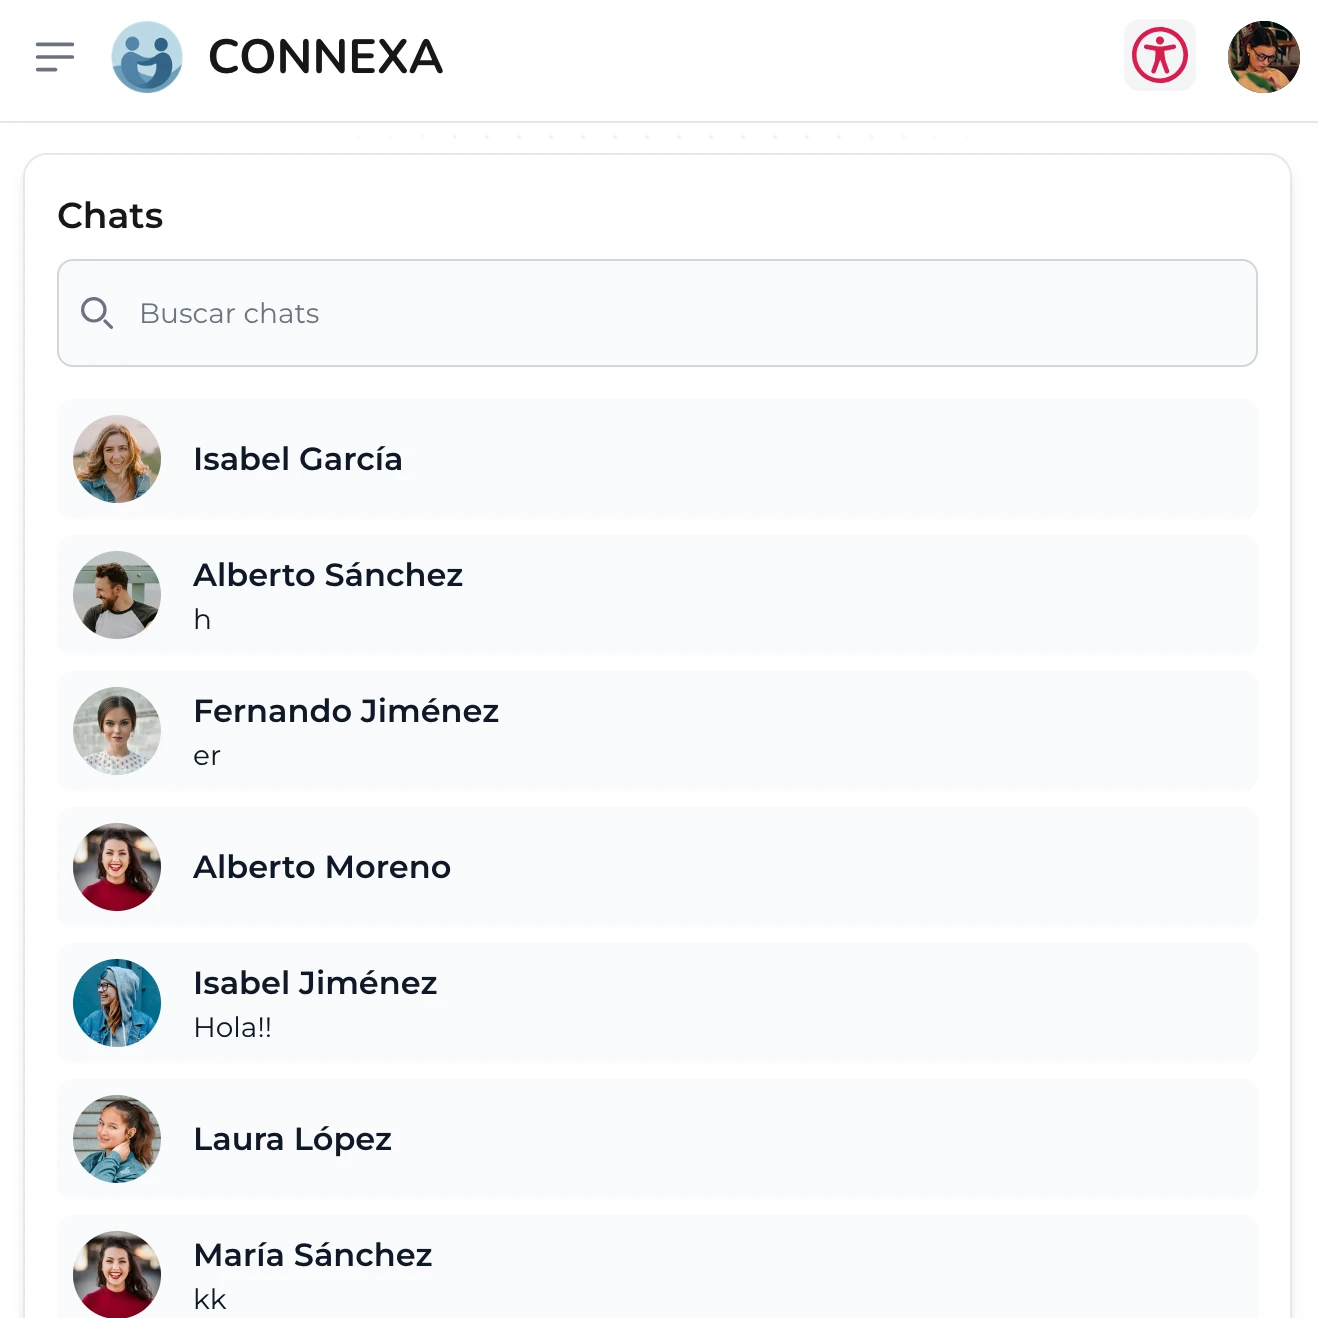 CONNEXA
Chats
Buscar chats
Isabel García
Alberto Sánchez
h
Fernando Jiménez
er
Alberto Moreno
Isabel Jiménez
Hola!!
Laura López
María Sánchez
kk